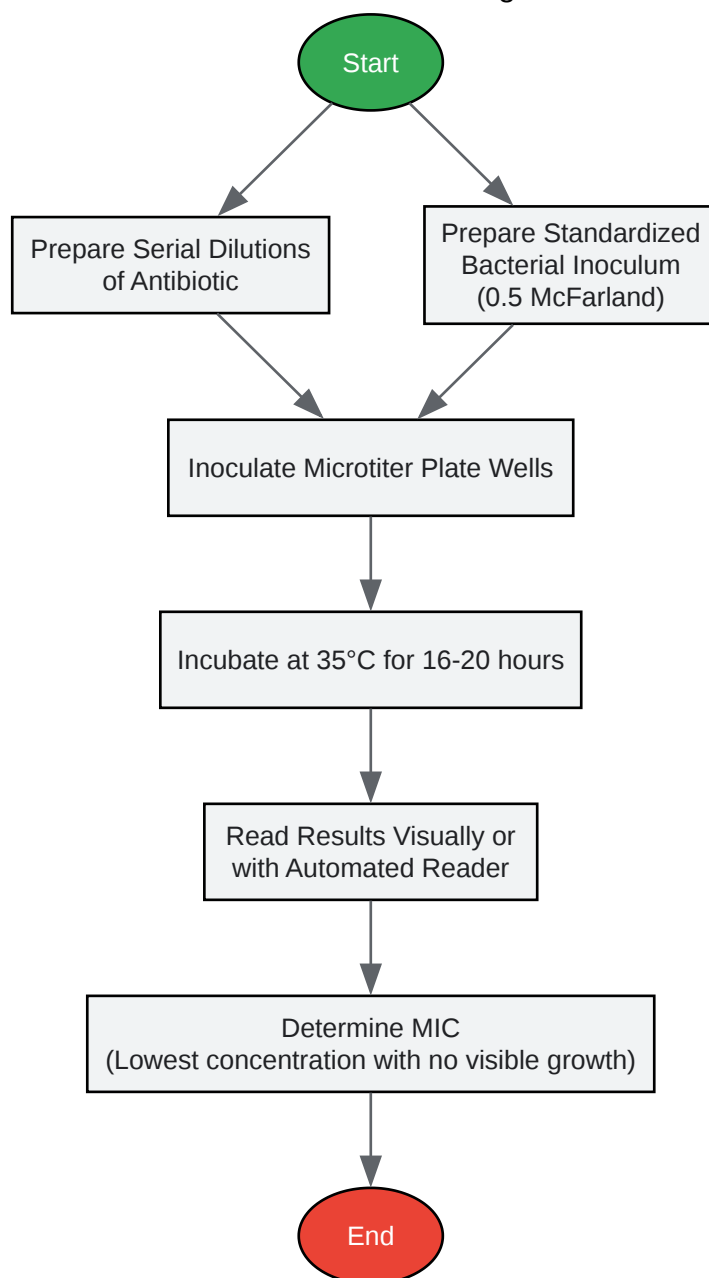 Start
Prepare Serial Dilutions
of Antibiotic
Prepare Standardized
Bacterial Inoculum
(0.5 McFarland)
Inoculate Microtiter Plate Wells
Incubate at 35°C for 16-20 hours
Read Results Visually or
with Automated Reader
Determine MIC
(Lowest concentration with no visible growth)
End